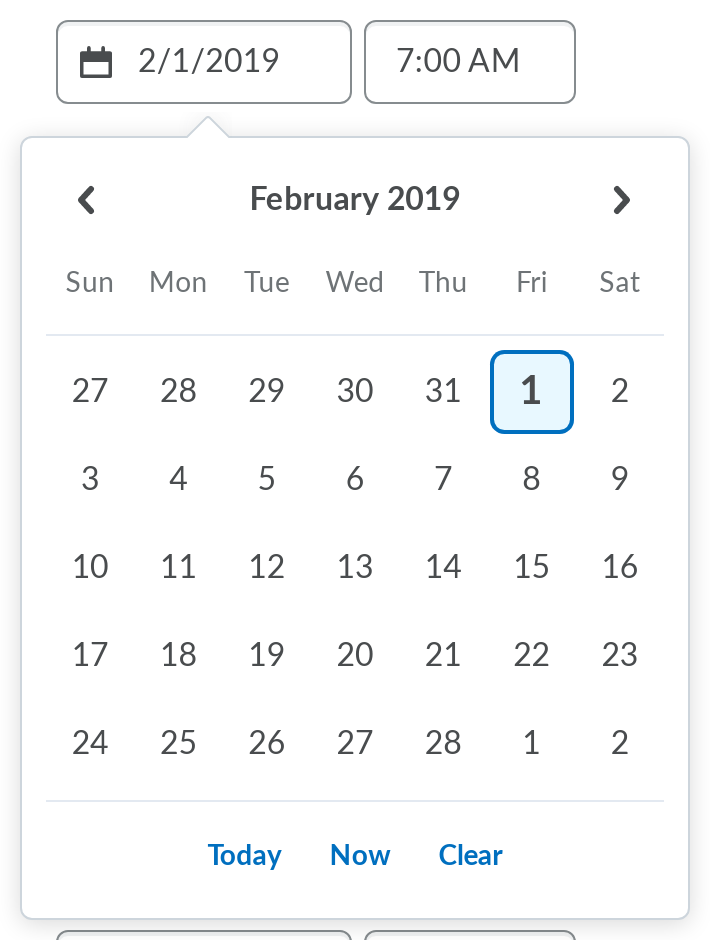 2/1/2019 7:00 AM
February 2019
Sun Mon Tue Wed Thu Fri Sat
27 28 29 30 31 1 2
3 4 5 6 7 8 9
10 11 12 13 14 15 16
17 18 19 20 21 22 23
24 25 26 27 28 1 2
Today Now Clear